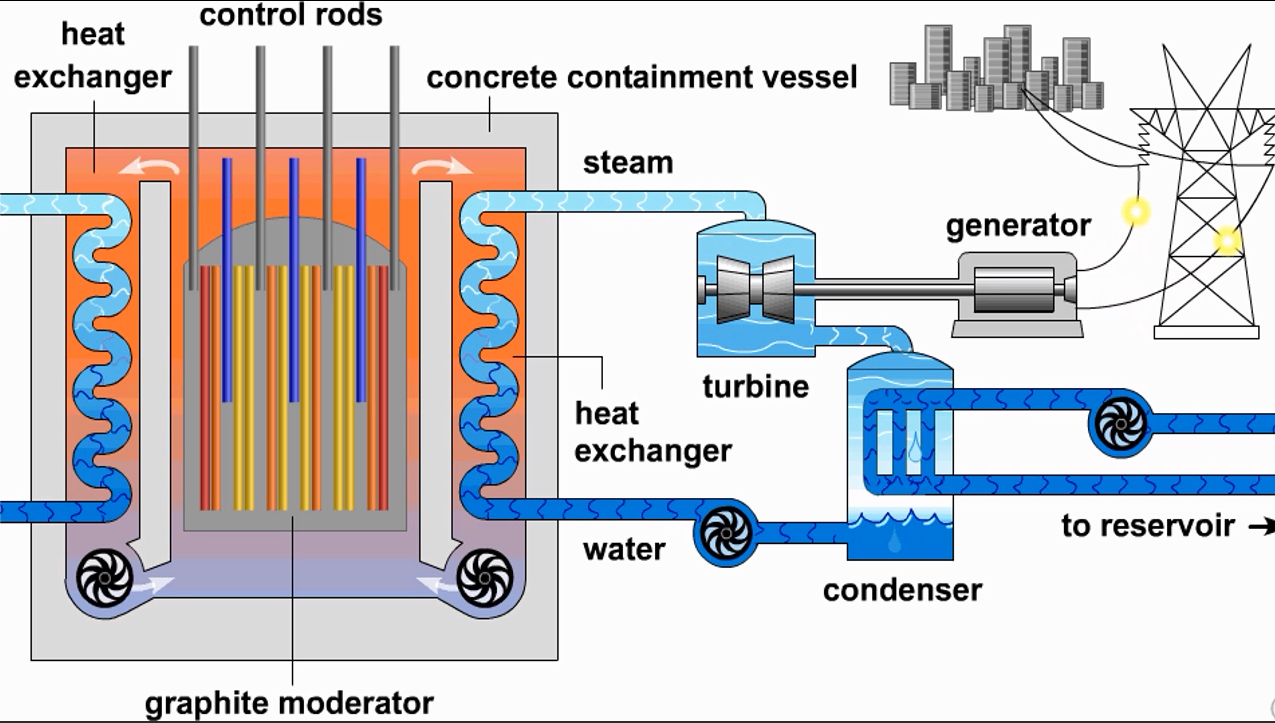 control rods
heat
exchanger
concrete containment vessel
steam
generator
turbine
heat
exchanger
water
to reservoir
condenser
graphite moderator